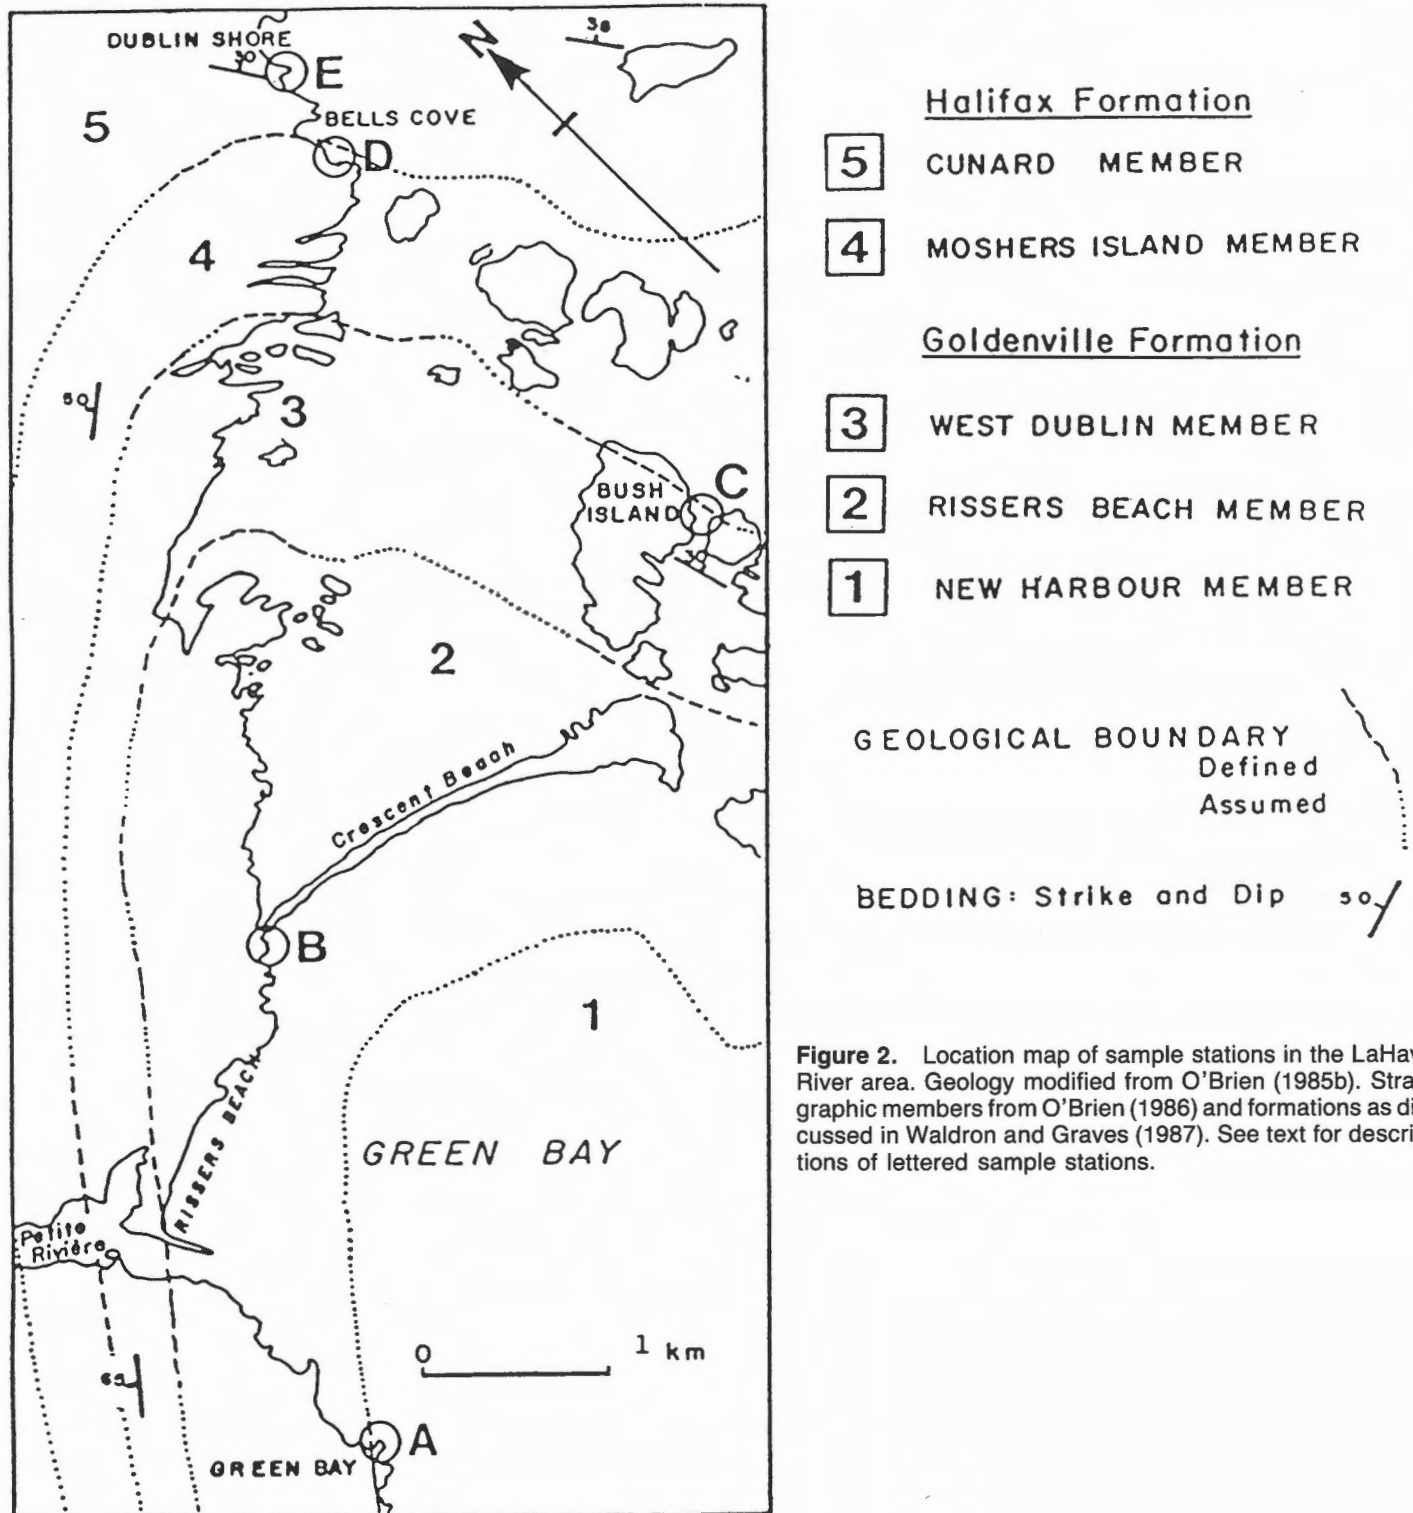 DUBLIN SHORE
30
E
N
38
5
BELLS COVE
D
4
50
3
BUSH
ISLAND
C
2
Crescent Beach
B
1
RISSERS BEACH
GREEN BAY
Petite
Rivière
0 1 km
65
A
GREEN BAY
Halifax Formation
5 CUNARD MEMBER
4 MOSHERS ISLAND MEMBER
Goldenville Formation
3 WEST DUBLIN MEMBER
2 RISSERS BEACH MEMBER
1 NEW HARBOUR MEMBER
GEOLOGICAL BOUNDARY
Defined
Assumed
BEDDING: Strike and Dip 50
Figure 2. Location map of sample stations in the LaHav
River area. Geology modified from O'Brien (1985b). Stra
graphic members from O'Brien (1986) and formations as di
cussed in Waldron and Graves (1987). See text for descri
tions of lettered sample stations.